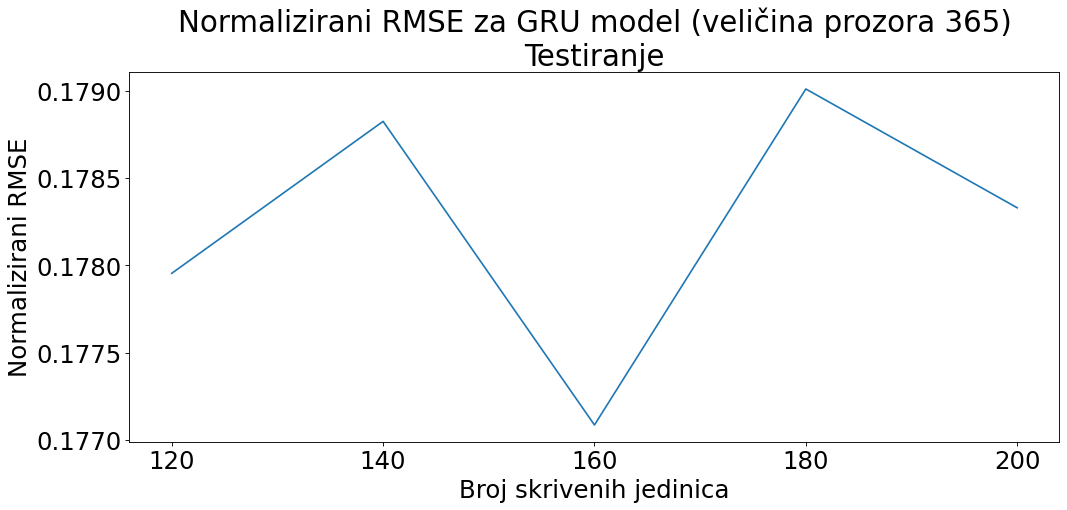 Normalizirani RMSE za GRU model (veličina prozora 365)
Testiranje
Normalizirani RMSE
0.1790
0.1785
0.1780
0.1775
0.1770
120 140 160 180 200
Broj skrivenih jedinica